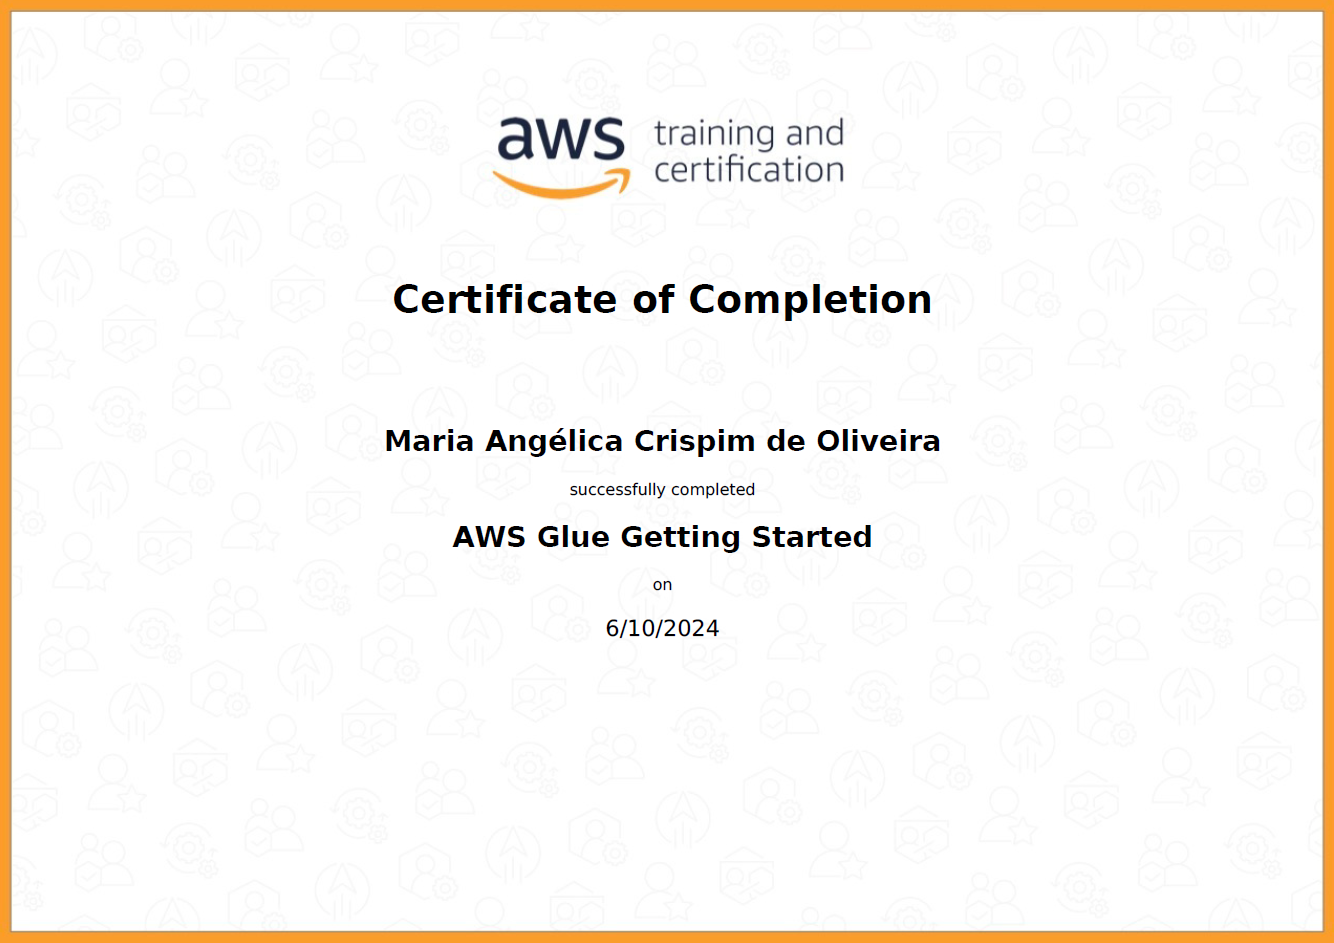 aws training and
certification
Certificate of Completion
Maria Angélica Crispim de Oliveira
successfully completed
AWS Glue Getting Started
on
6/10/2024